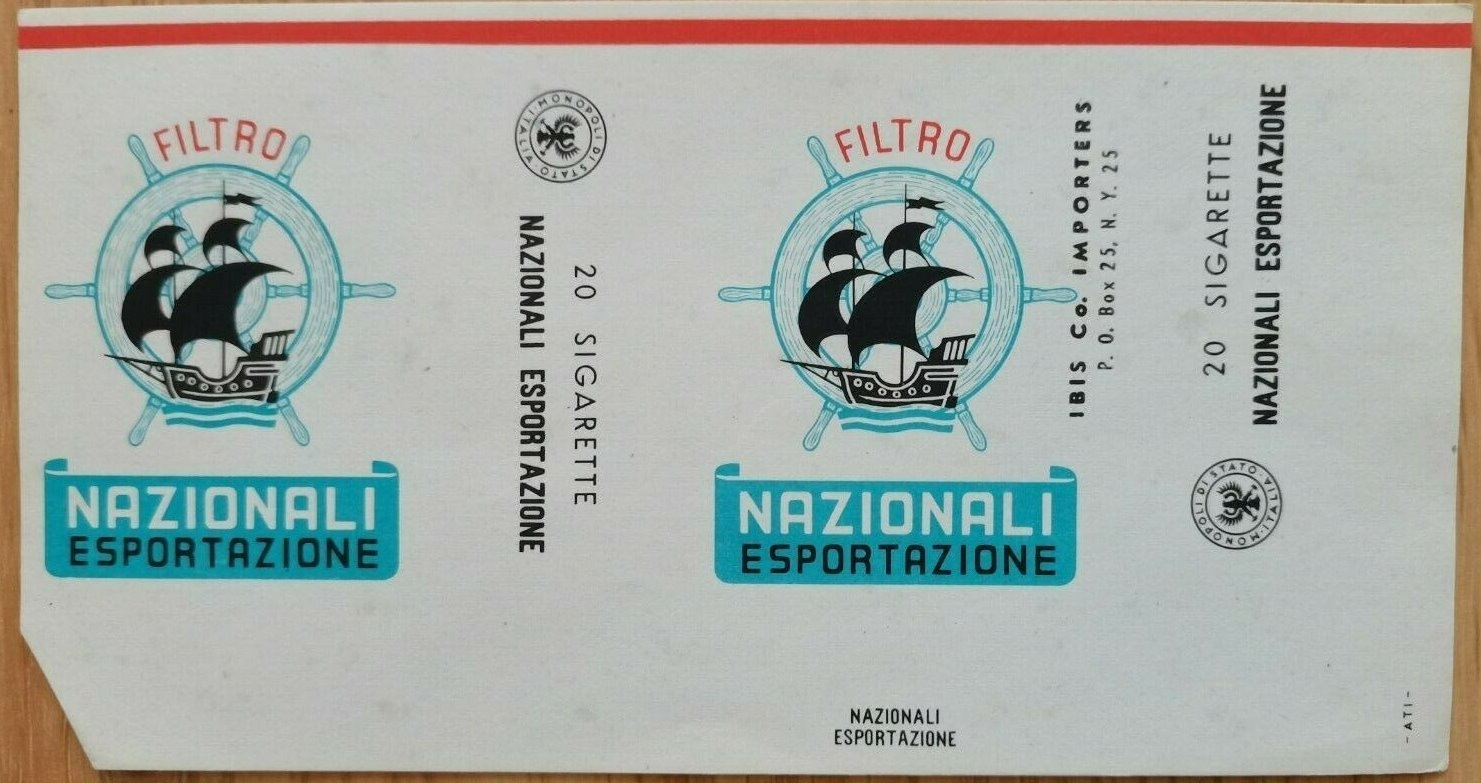 FILTRO
NAZIONALI
ESPORTAZIONE
MONOPOLI DI STATO · ITALIA ·
NAZIONALI ESPORTAZIONE
20 SIGARETTE
FILTRO
NAZIONALI
ESPORTAZIONE
IBIS Co. IMPORTERS
P. O. Box 25, N. Y. 25
20 SIGARETTE
NAZIONALI ESPORTAZIONE
MONOPOLI DI STATO · ITALIA ·
NAZIONALI
ESPORTAZIONE
- ATI -